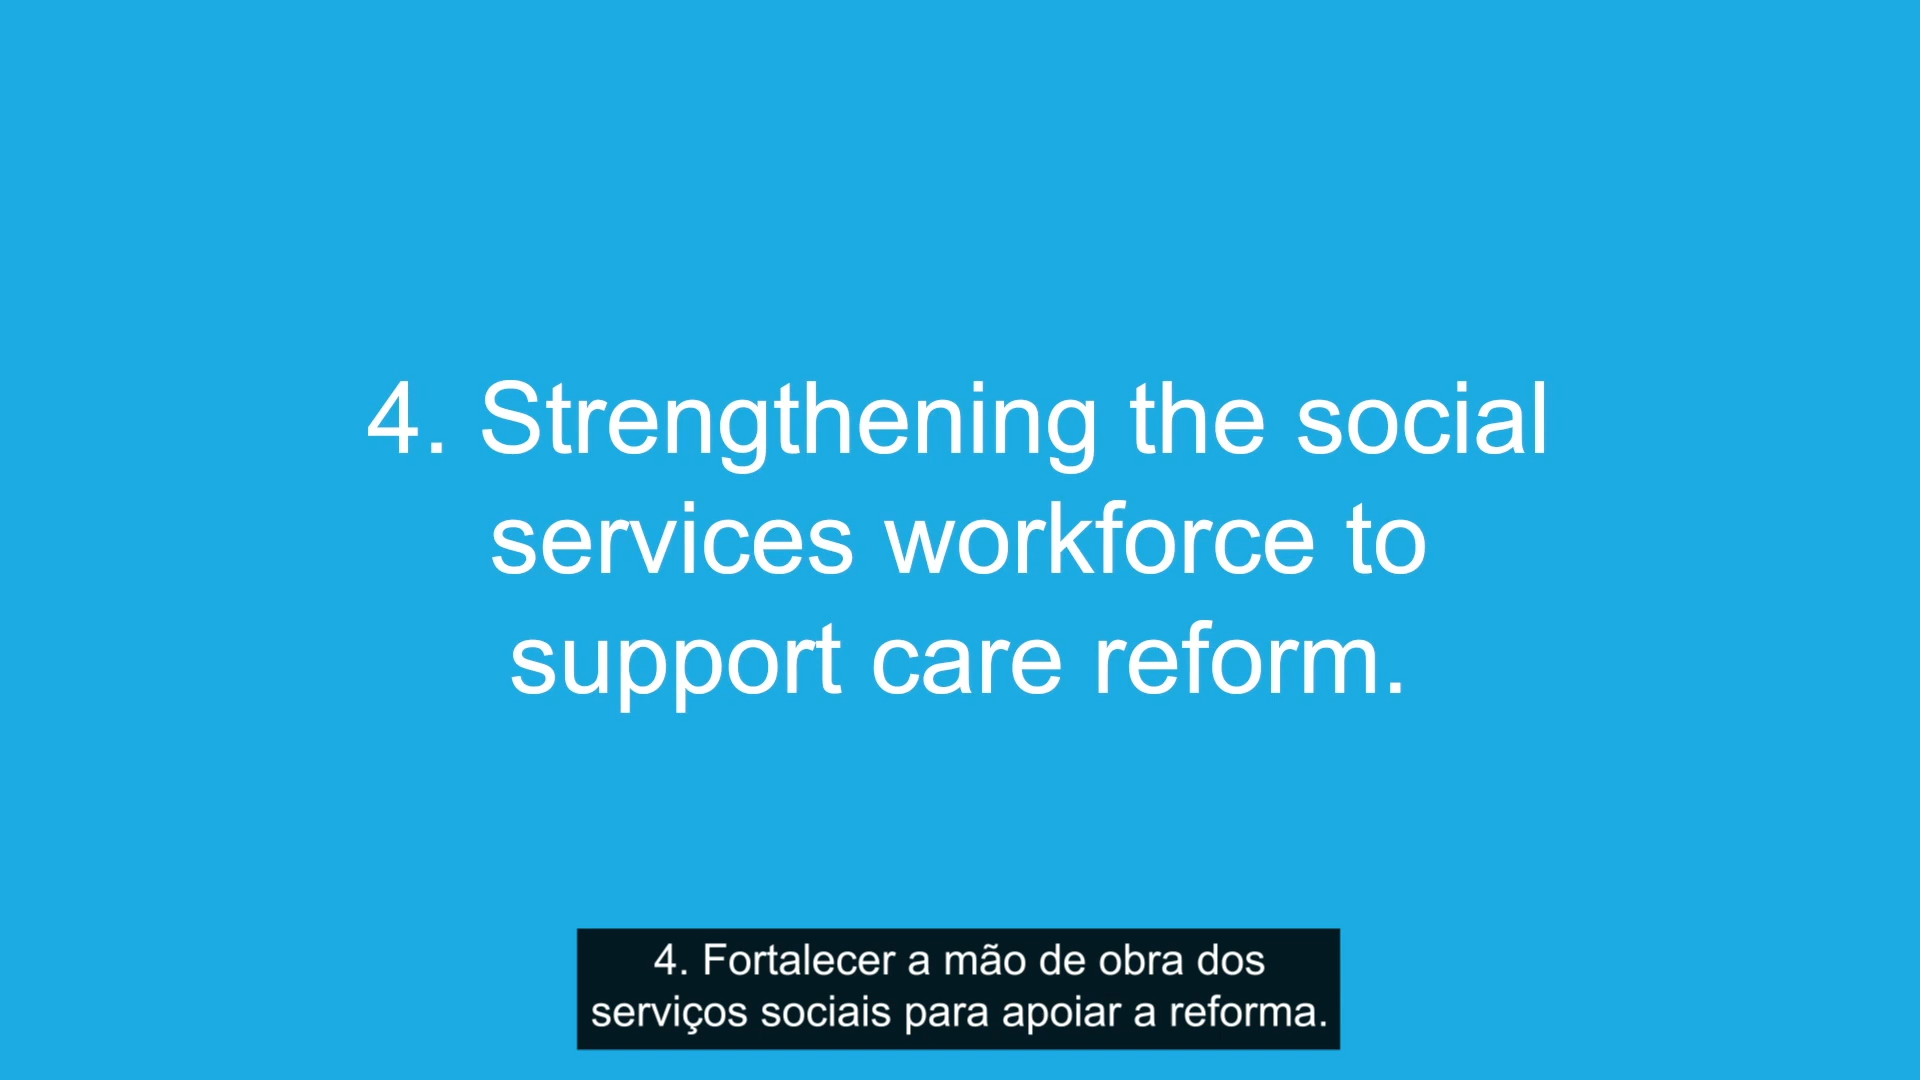 4. Strengthening the social
services workforce to
support care reform.
4. Fortalecer a mão de obra dos
serviços sociais para apoiar a reforma.